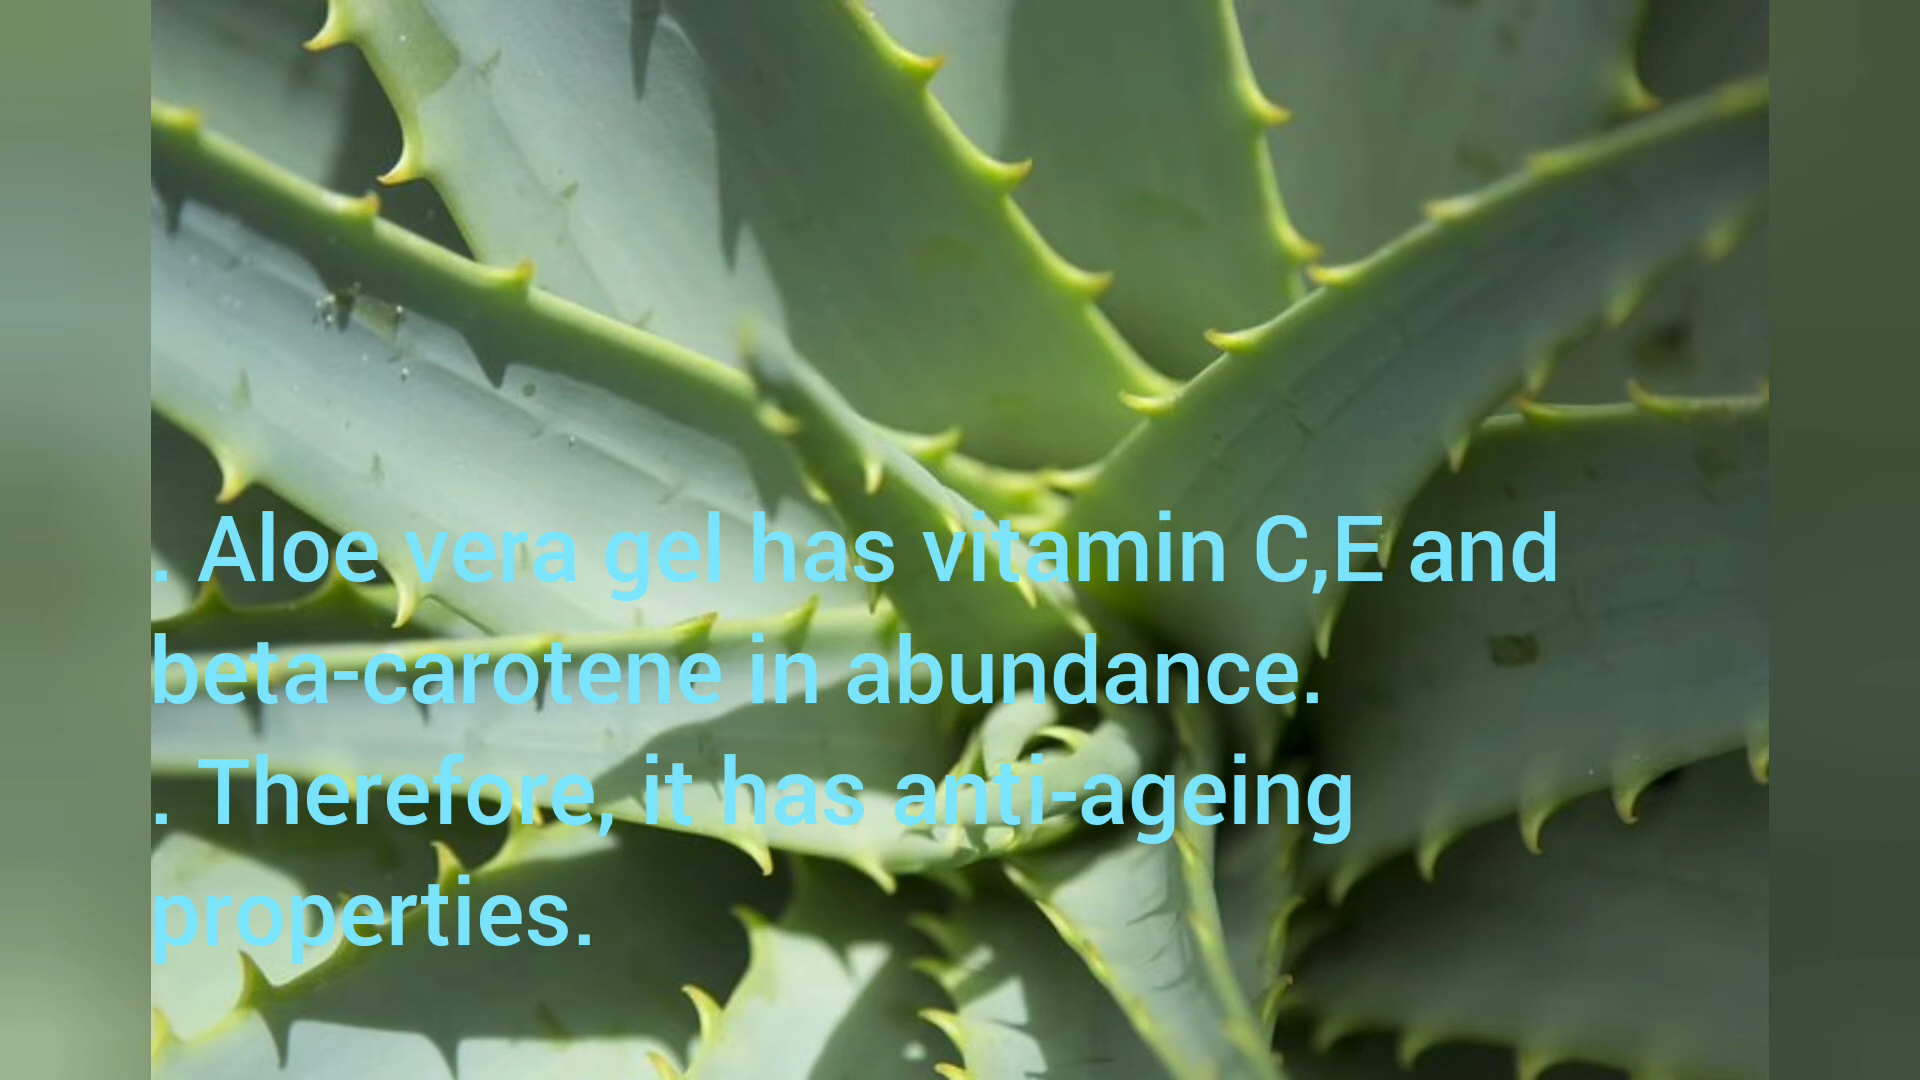 . Aloe vera gel has vitamin C,E and
beta-carotene in abundance.
. Therefore, it has anti-ageing
properties.